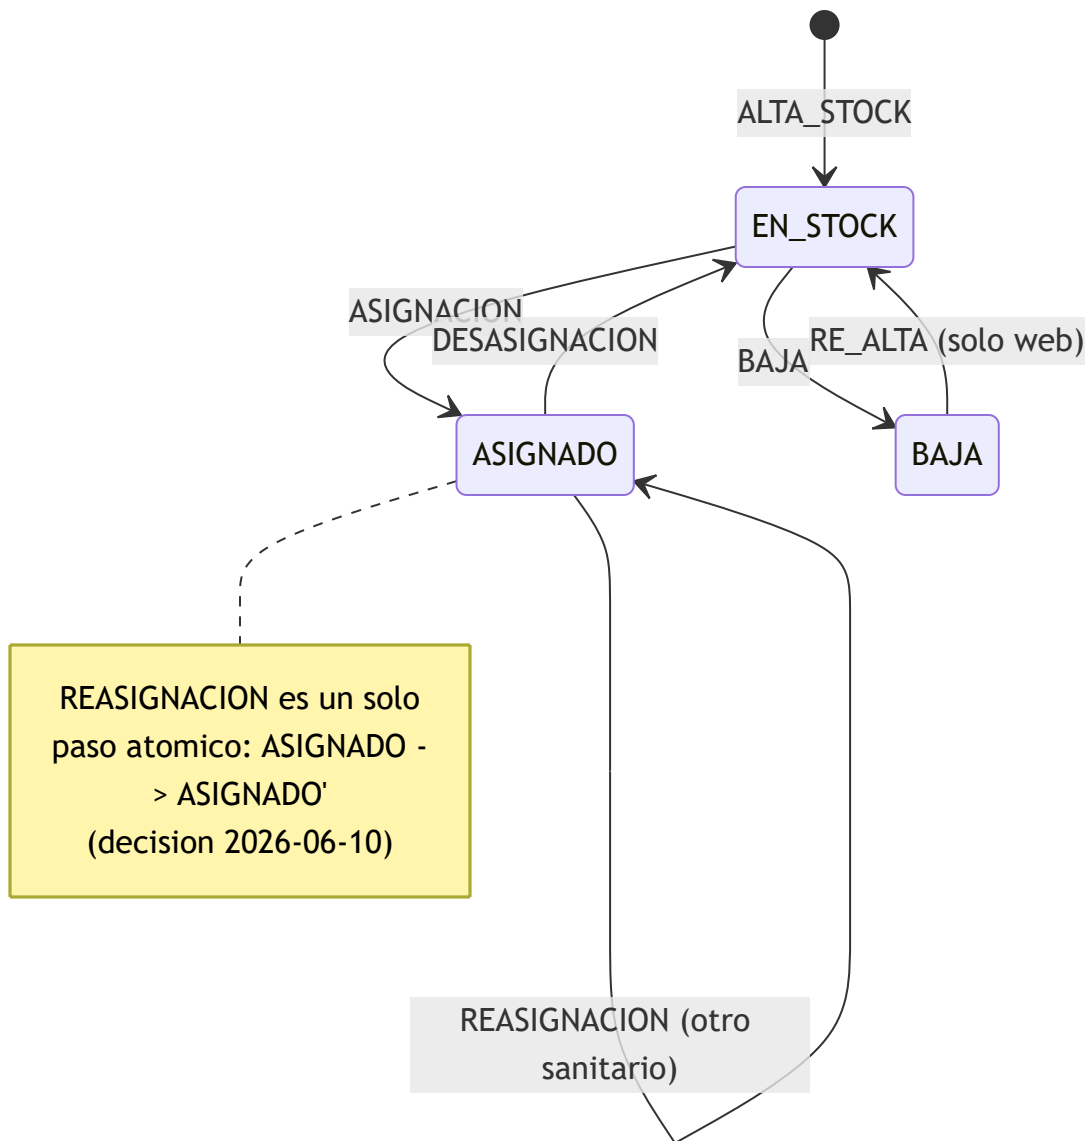 ALTA_STOCK
EN_STOCK
ASIGNACION
DESASIGNACION
BAJA
RE_ALTA (solo web)
ASIGNADO
BAJA
REASIGNACION es un solo
paso atomico: ASIGNADO -
> ASIGNADO'
(decision 2026-06-10)
REASIGNACION (otro
sanitario)